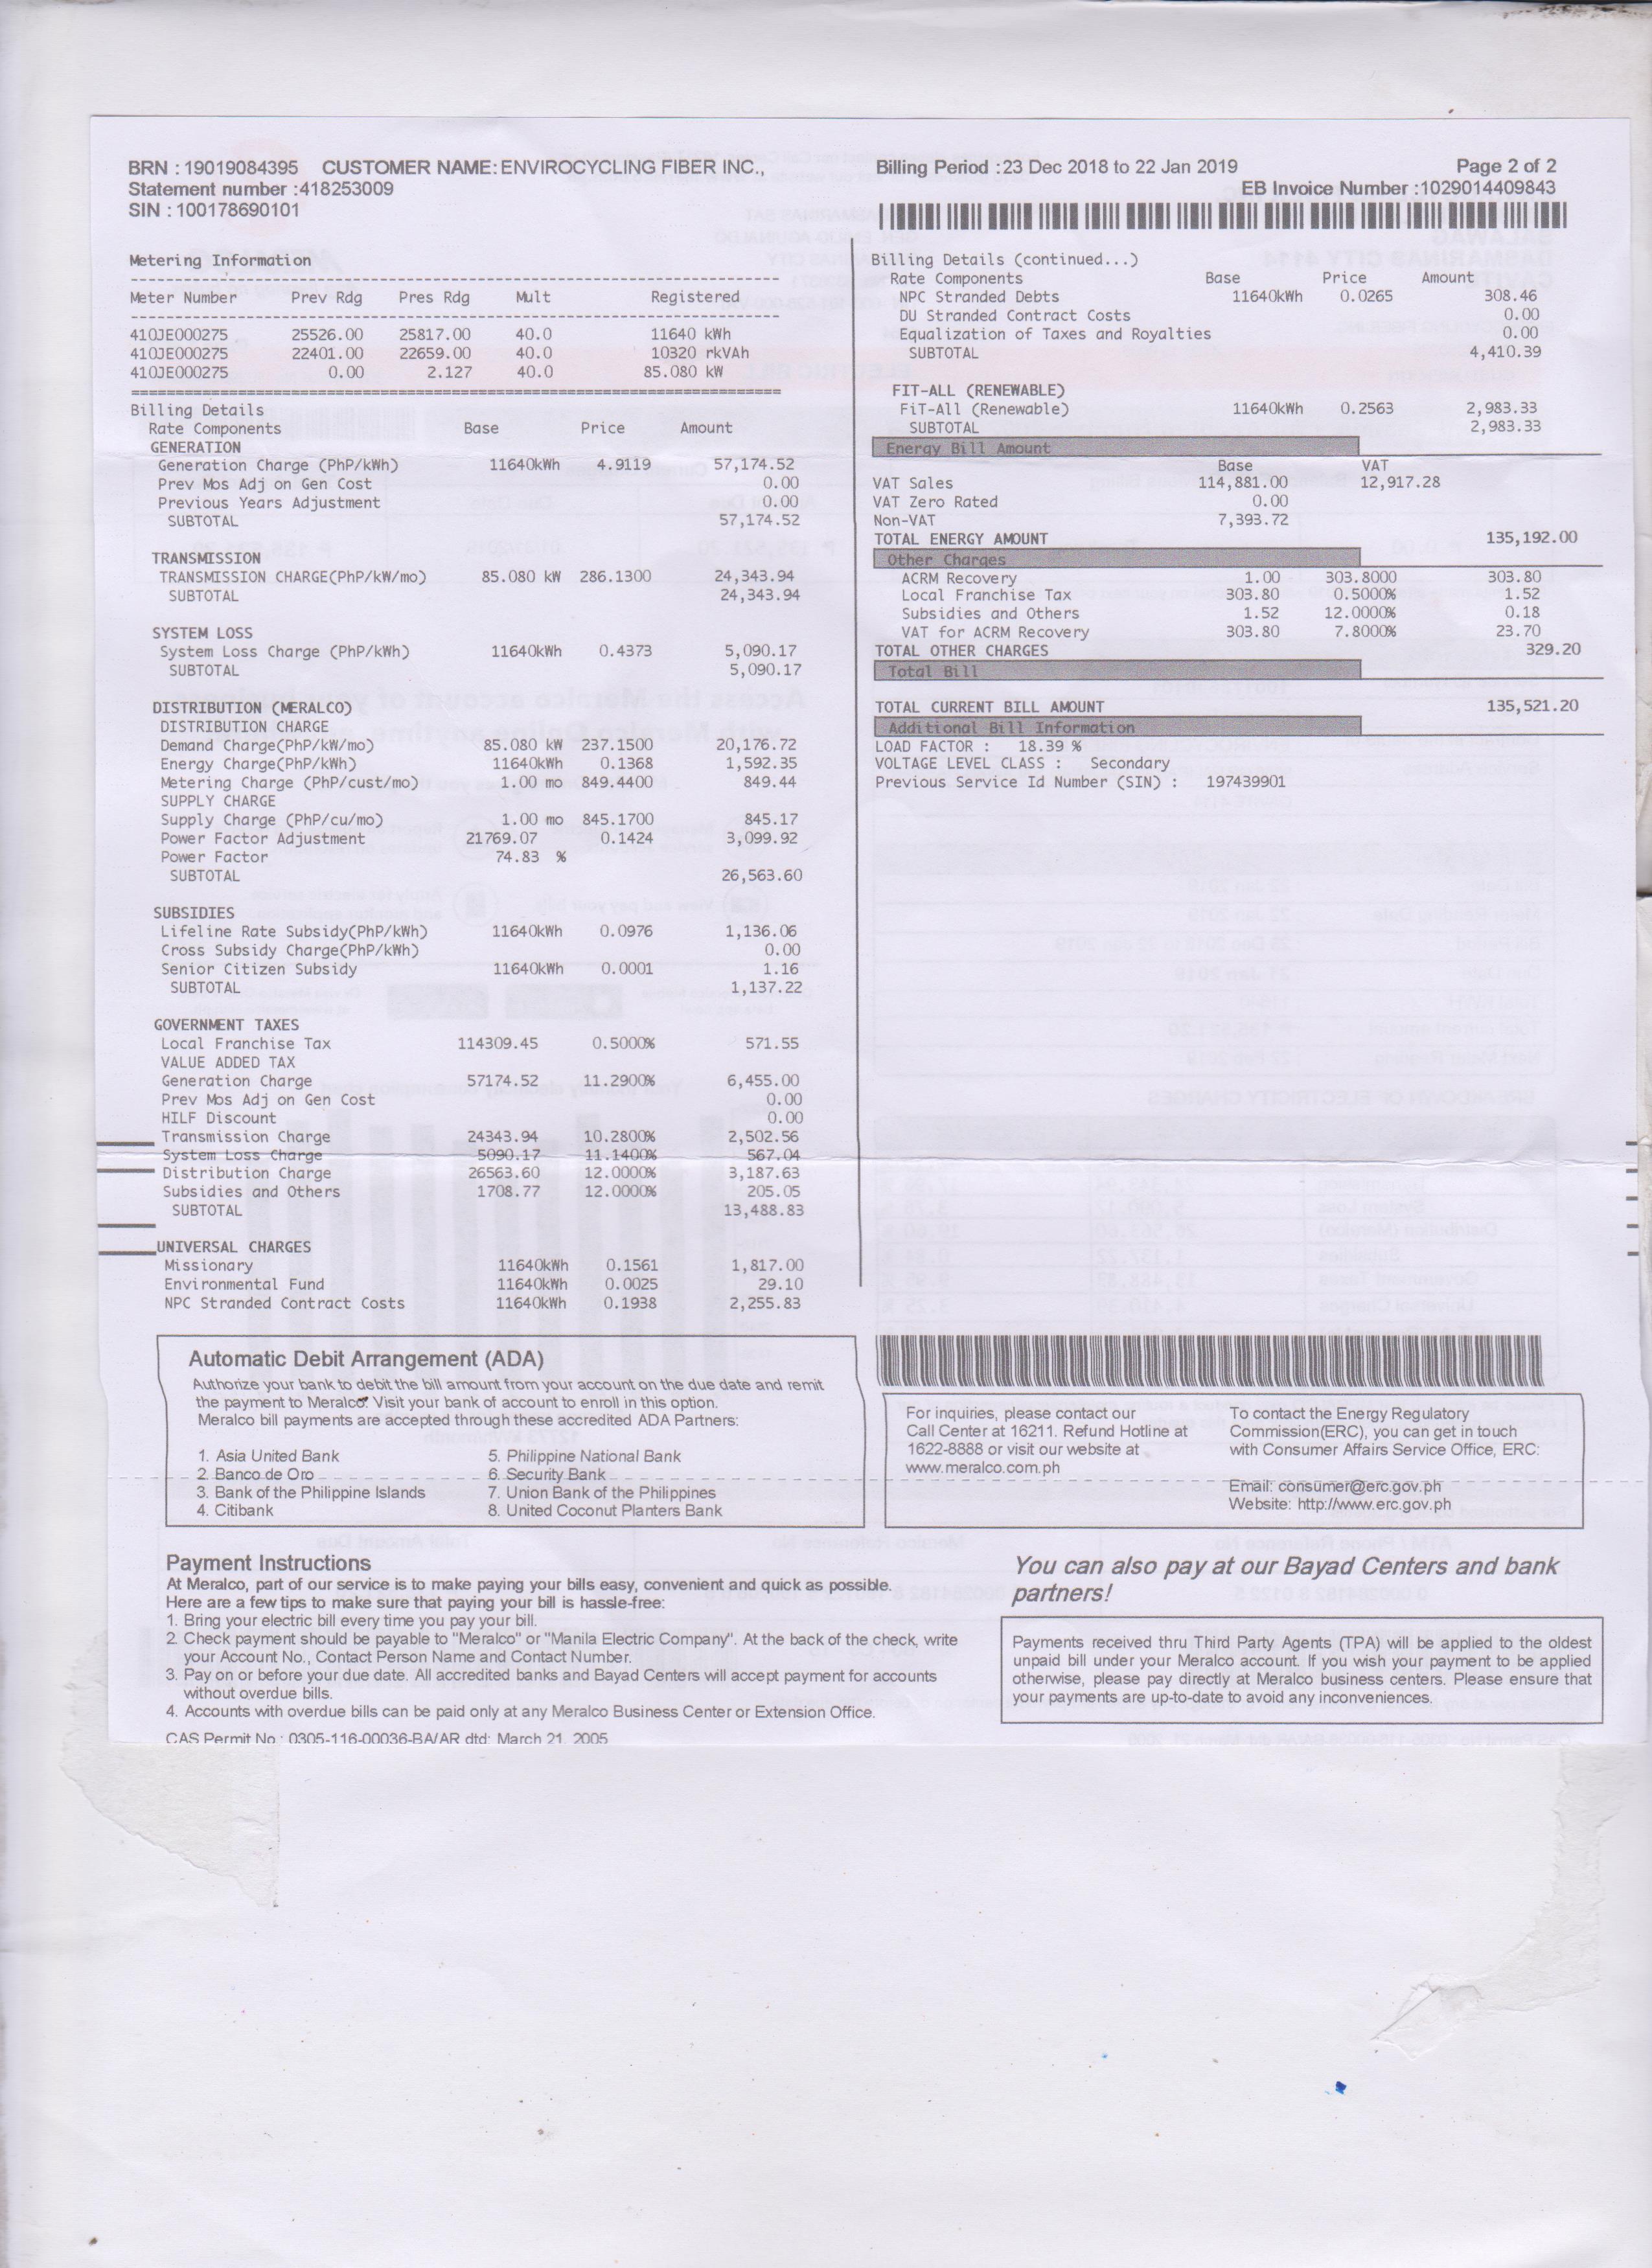 BRN : 19019084395 CUSTOMER NAME: ENVIROCYCLING FIBER INC.,
Statement number :418253009
SIN : 100178690101
Billing Period :23 Dec 2018 to 22 Jan 2019
Page 2 of 2
EB Invoice Number :1029014409843
Metering Information
Meter Number Prev Rdg Pres Rdg Mult Registered
410JE000275 25526.00 25817.00 40.0 11640 kWh
410JE000275 22401.00 22659.00 40.0 10320 rkVAh
410JE000275 0.00 2.127 40.0 85.080 kW
Billing Details
Rate Components Base Price Amount
GENERATION
Generation Charge (PhP/kWh) 11640kWh 4.9119 57,174.52
Prev Mos Adj on Gen Cost 0.00
Previous Years Adjustment 0.00
SUBTOTAL 57,174.52
TRANSMISSION
TRANSMISSION CHARGE(PhP/kW/mo) 85.080 kW 286.1300 24,343.94
SUBTOTAL 24,343.94
SYSTEM LOSS
System Loss Charge (PhP/kWh) 11640kWh 0.4373 5,090.17
SUBTOTAL 5,090.17
DISTRIBUTION (MERALCO)
DISTRIBUTION CHARGE
Demand Charge(PhP/kW/mo) 85.080 kW 237.1500 20,176.72
Energy Charge(PhP/kWh) 11640kWh 0.1368 1,592.35
Metering Charge (PhP/cust/mo) 1.00 mo 849.4400 849.44
SUPPLY CHARGE
Supply Charge (PhP/cu/mo) 1.00 mo 845.1700 845.17
Power Factor Adjustment 21769.07 0.1424 3,099.92
Power Factor 74.83 %
SUBTOTAL 26,563.60
SUBSIDIES
Lifeline Rate Subsidy(PhP/kWh) 11640kWh 0.0976 1,136.06
Cross Subsidy Charge(PhP/kWh) 0.00
Senior Citizen Subsidy 11640kWh 0.0001 1.16
SUBTOTAL 1,137.22
GOVERNMENT TAXES
Local Franchise Tax 114309.45 0.5000% 571.55
VALUE ADDED TAX
Generation Charge 57174.52 11.2900% 6,455.00
Prev Mos Adj on Gen Cost 0.00
HILF Discount 0.00
Transmission Charge 24343.94 10.2800% 2,502.56
System Loss Charge 5090.17 11.1400% 567.04
Distribution Charge 26563.60 12.0000% 3,187.63
Subsidies and Others 1708.77 12.0000% 205.05
SUBTOTAL 13,488.83
UNIVERSAL CHARGES
Missionary 11640kWh 0.1561 1,817.00
Environmental Fund 11640kWh 0.0025 29.10
NPC Stranded Contract Costs 11640kWh 0.1938 2,255.83
Billing Details (continued...)
Rate Components Base Price Amount
NPC Stranded Debts 11640kWh 0.0265 308.46
DU Stranded Contract Costs 0.00
Equalization of Taxes and Royalties 0.00
SUBTOTAL 4,410.39
FIT-ALL (RENEWABLE)
FiT-All (Renewable) 11640kWh 0.2563 2,983.33
SUBTOTAL 2,983.33
Energy Bill Amount
Base VAT
VAT Sales 114,881.00 12,917.28
VAT Zero Rated 0.00
Non-VAT 7,393.72
TOTAL ENERGY AMOUNT 135,192.00
Other Charges
ACRM Recovery 1.00 303.8000 303.80
Local Franchise Tax 303.80 0.5000% 1.52
Subsidies and Others 1.52 12.0000% 0.18
VAT for ACRM Recovery 303.80 7.8000% 23.70
TOTAL OTHER CHARGES 329.20
Total Bill
TOTAL CURRENT BILL AMOUNT 135,521.20
Additional Bill Information
LOAD FACTOR : 18.39 %
VOLTAGE LEVEL CLASS : Secondary
Previous Service Id Number (SIN) : 197439901
Automatic Debit Arrangement (ADA)
Authorize your bank to debit the bill amount from your account on the due date and remit
the payment to Meralco. Visit your bank of account to enroll in this option.
Meralco bill payments are accepted through these accredited ADA Partners:
1. Asia United Bank
2. Banco de Oro
3. Bank of the Philippine Islands
4. Citibank
5. Philippine National Bank
6. Security Bank
7. Union Bank of the Philippines
8. United Coconut Planters Bank
For inquiries, please contact our
Call Center at 16211. Refund Hotline at
1622-8888 or visit our website at
www.meralco.com.ph
To contact the Energy Regulatory
Commission(ERC), you can get in touch
with Consumer Affairs Service Office, ERC:
Email: consumer@erc.gov.ph
Website: http://www.erc.gov.ph
Payment Instructions
At Meralco, part of our service is to make paying your bills easy, convenient and quick as possible.
Here are a few tips to make sure that paying your bill is hassle-free:
1. Bring your electric bill every time you pay your bill.
2. Check payment should be payable to "Meralco" or "Manila Electric Company". At the back of the check, write
your Account No., Contact Person Name and Contact Number.
3. Pay on or before your due date. All accredited banks and Bayad Centers will accept payment for accounts
without overdue bills.
4. Accounts with overdue bills can be paid only at any Meralco Business Center or Extension Office.
CAS Permit No.: 0305-116-00036-BA/AR dtd: March 21, 2005
You can also pay at our Bayad Centers and bank
partners!
Payments received thru Third Party Agents (TPA) will be applied to the oldest
unpaid bill under your Meralco account. If you wish your payment to be applied
otherwise, please pay directly at Meralco business centers. Please ensure that
your payments are up-to-date to avoid any inconveniences.